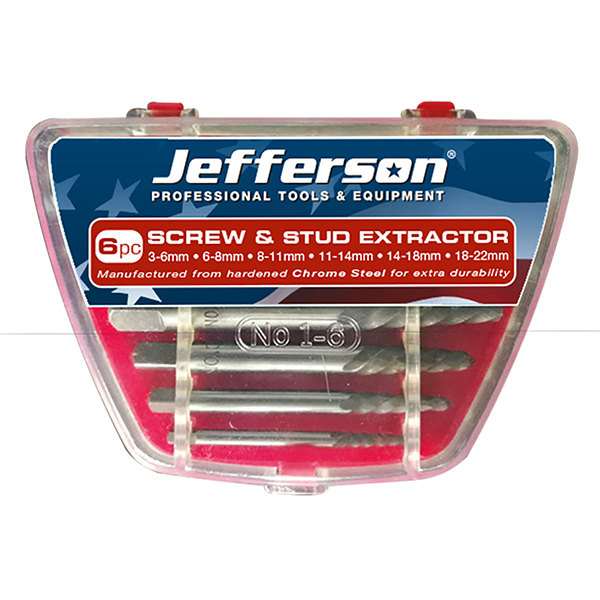 Jefferson®
PROFESSIONAL TOOLS & EQUIPMENT
6pc SCREW & STUD EXTRACTOR
3-6mm • 6-8mm • 8-11mm • 11-14mm • 14-18mm • 18-22mm
Manufactured from hardened Chrome Steel for extra durability
No 1-6